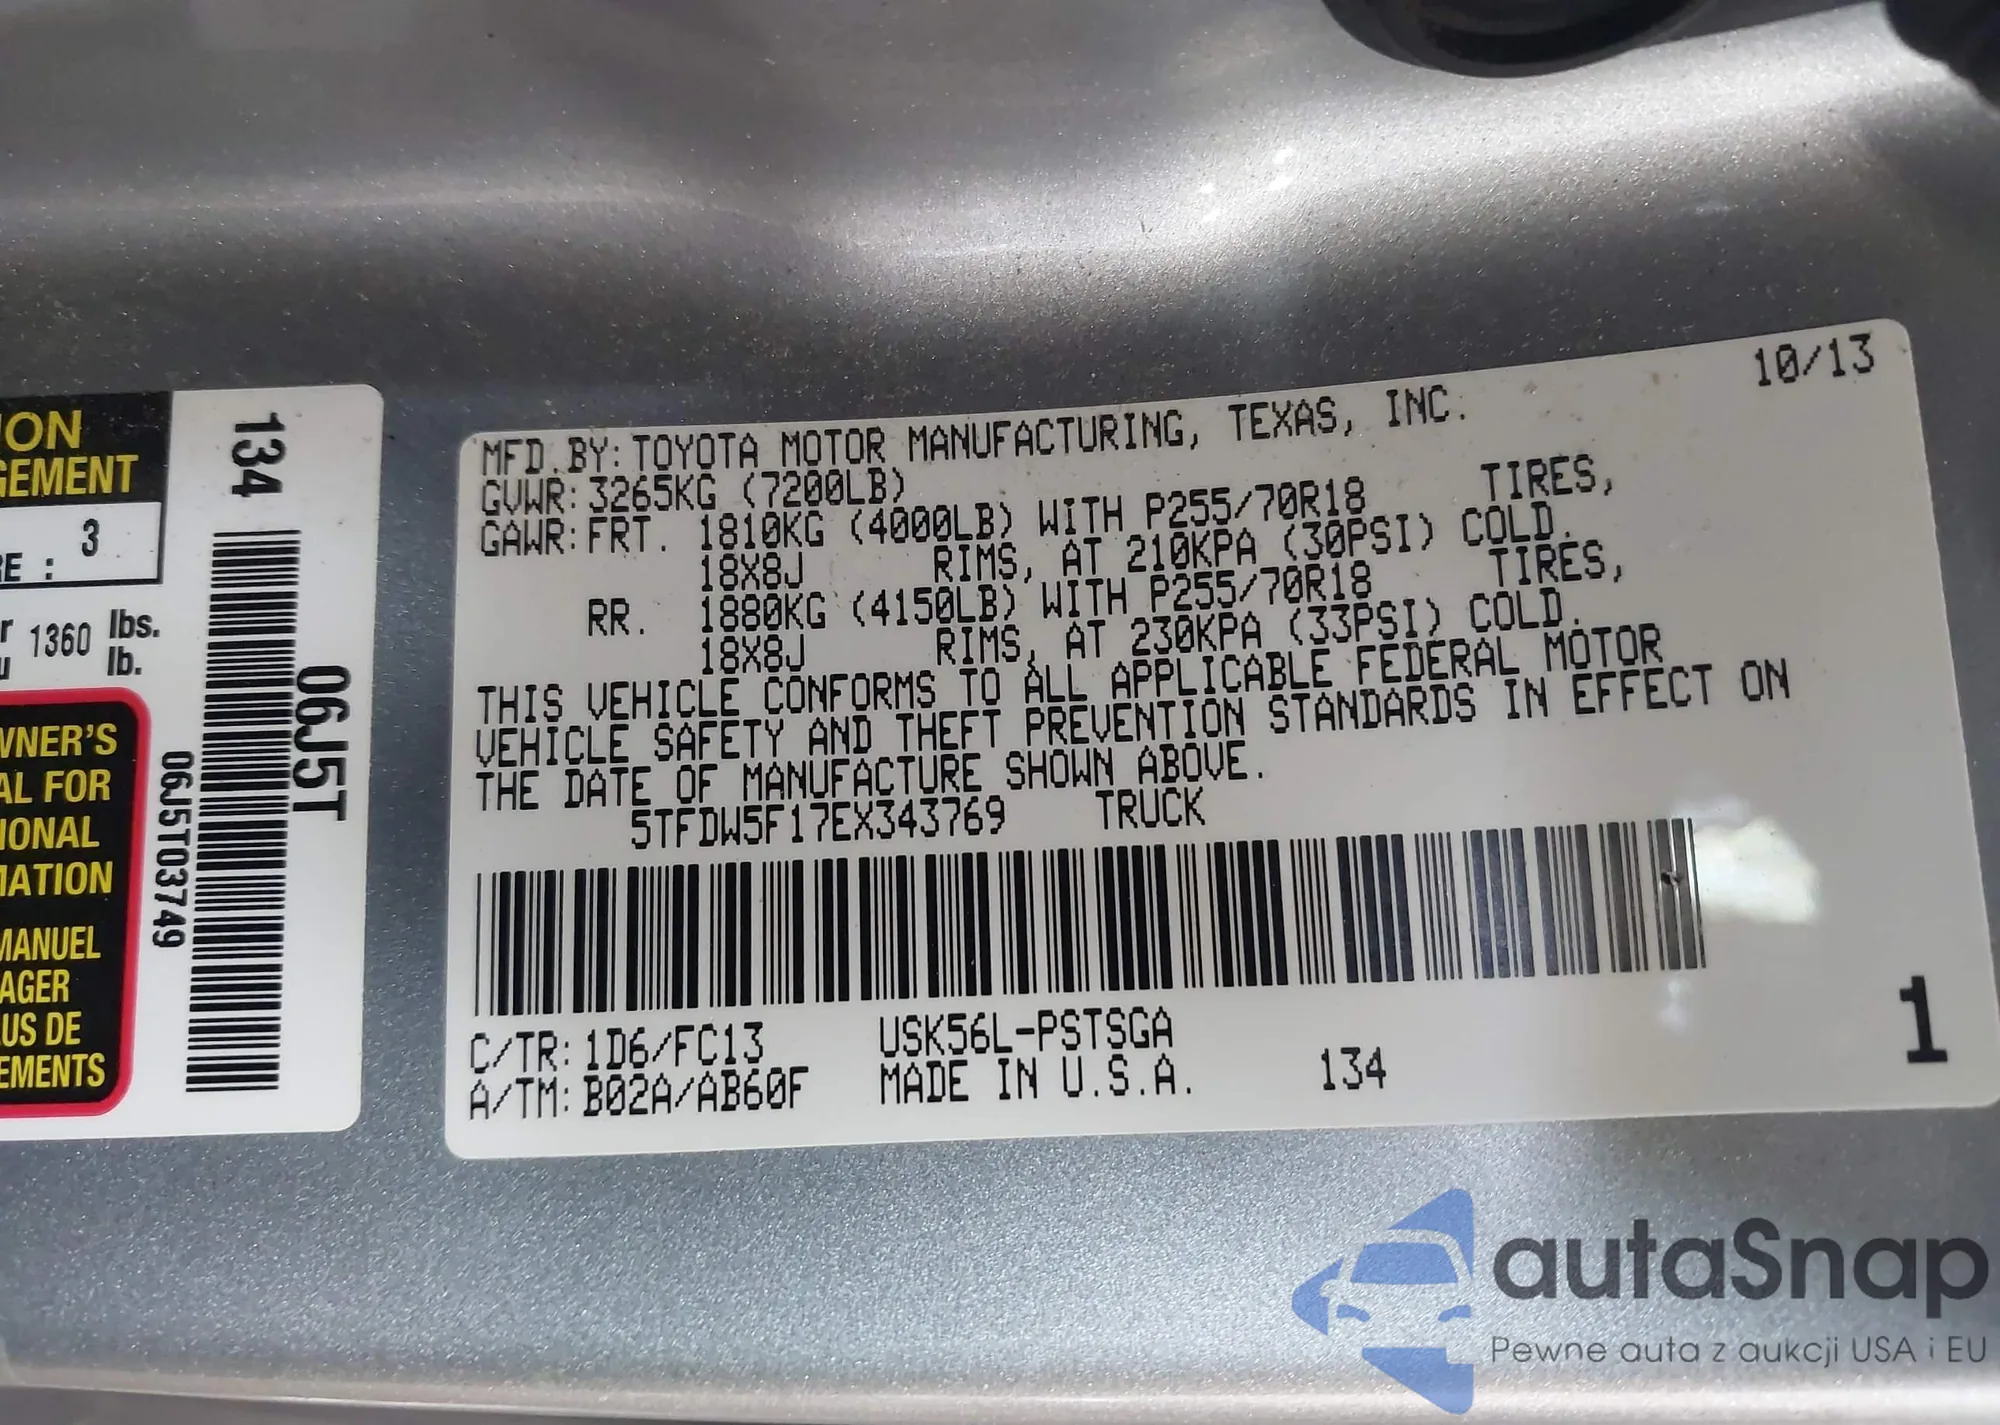 10/13
MFD.BY: TOYOTA MOTOR MANUFACTURING, TEXAS, INC.
GVWR: 3265KG (7200LB)
GAWR: FRT. 1810KG (4000LB) WITH P255/70R18 TIRES,
18X8J RIMS, AT 210KPA (30PSI) COLD.
RR. 1880KG (4150LB) WITH P255/70R18 TIRES,
18X8J RIMS, AT 230KPA (33PSI) COLD.
THIS VEHICLE CONFORMS TO ALL APPLICABLE FEDERAL MOTOR
VEHICLE SAFETY AND THEFT PREVENTION STANDARDS IN EFFECT ON
THE DATE OF MANUFACTURE SHOWN ABOVE.
5TFDW5F17EX343769 TRUCK
C/TR: 1D6/FC13 USK56L-PSTSGA
A/TM: B02A/AB60F MADE IN U.S.A. 134
1
ION
GEMENT
RE : 3
r 1360 lbs.
u lb.
WNER'S
AL FOR
IONAL
MATION
MANUEL
AGER
LUS DE
EMENTS
134
06J5T
06J5T03749
autaSnap
Pewne auta z aukcji USA i EU